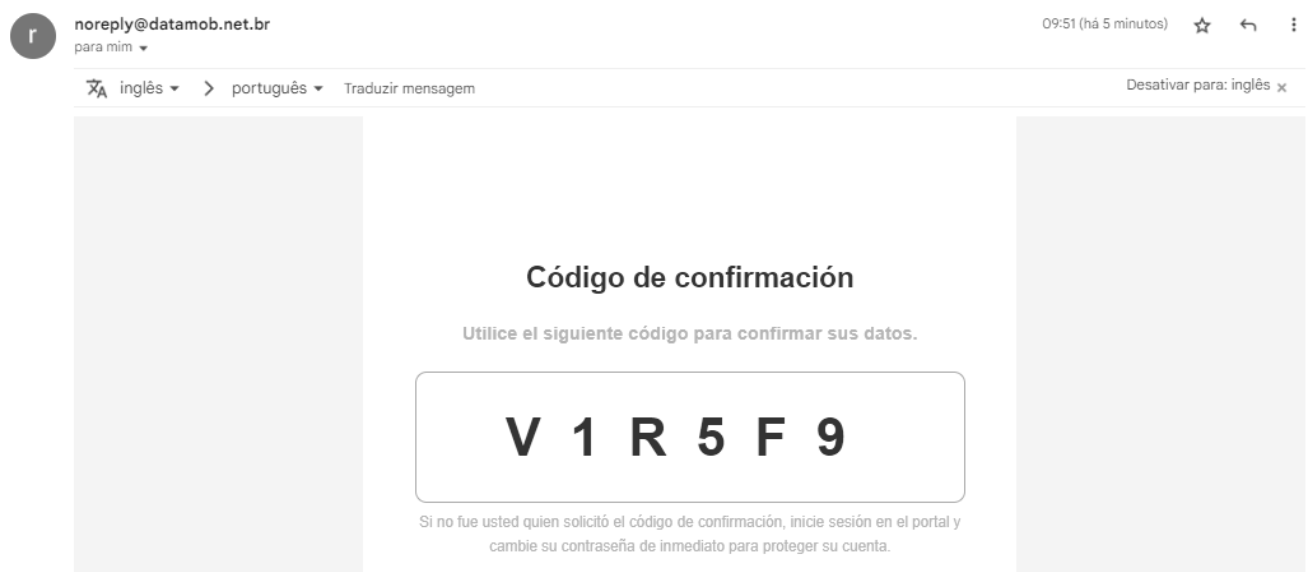 r
noreply@datamob.net.br
09:51 (há 5 minutos)
para mim
inglês
português
Traduzir mensagem
Desativar para: inglês x
Código de confirmación
Utilice el siguiente código para confirmar sus datos.
V 1 R 5 F 9
Si no fue usted quien solicitó el código de confirmación, inicie sesión en el portal y
cambie su contraseña de inmediato para proteger su cuenta.